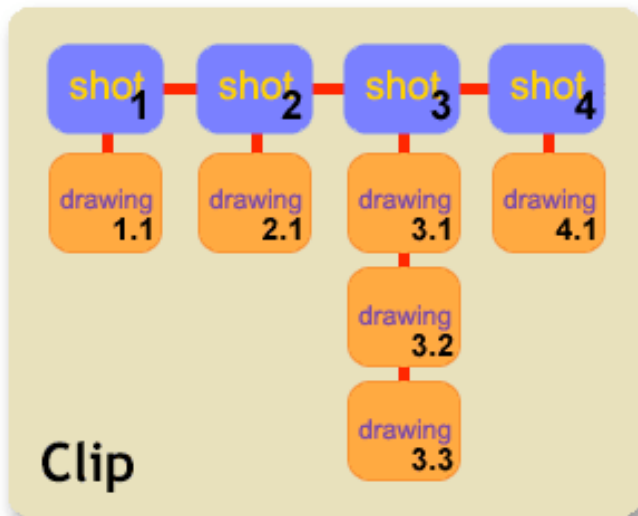 shot 1
shot 2
shot 3
shot 4
drawing 1.1
drawing 2.1
drawing 3.1
drawing 4.1
drawing 3.2
drawing 3.3
Clip